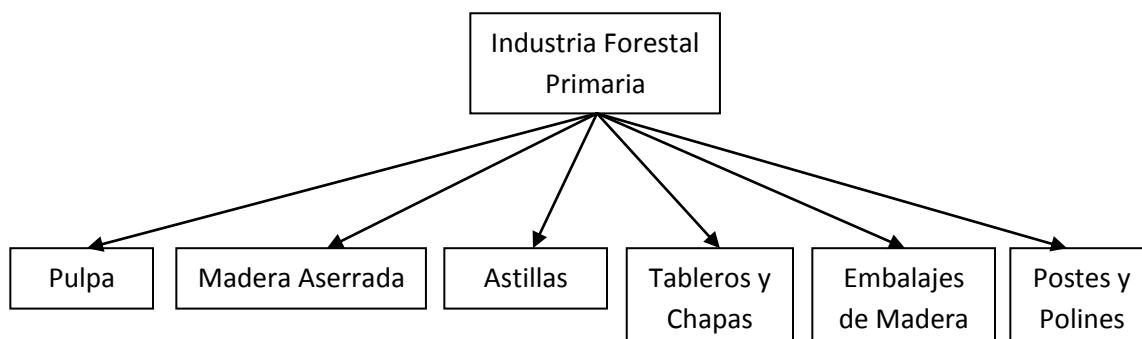 Industria Forestal
Primaria
Pulpa
Madera Aserrada
Astillas
Tableros y
Chapas
Embalajes
de Madera
Postes y
Polines